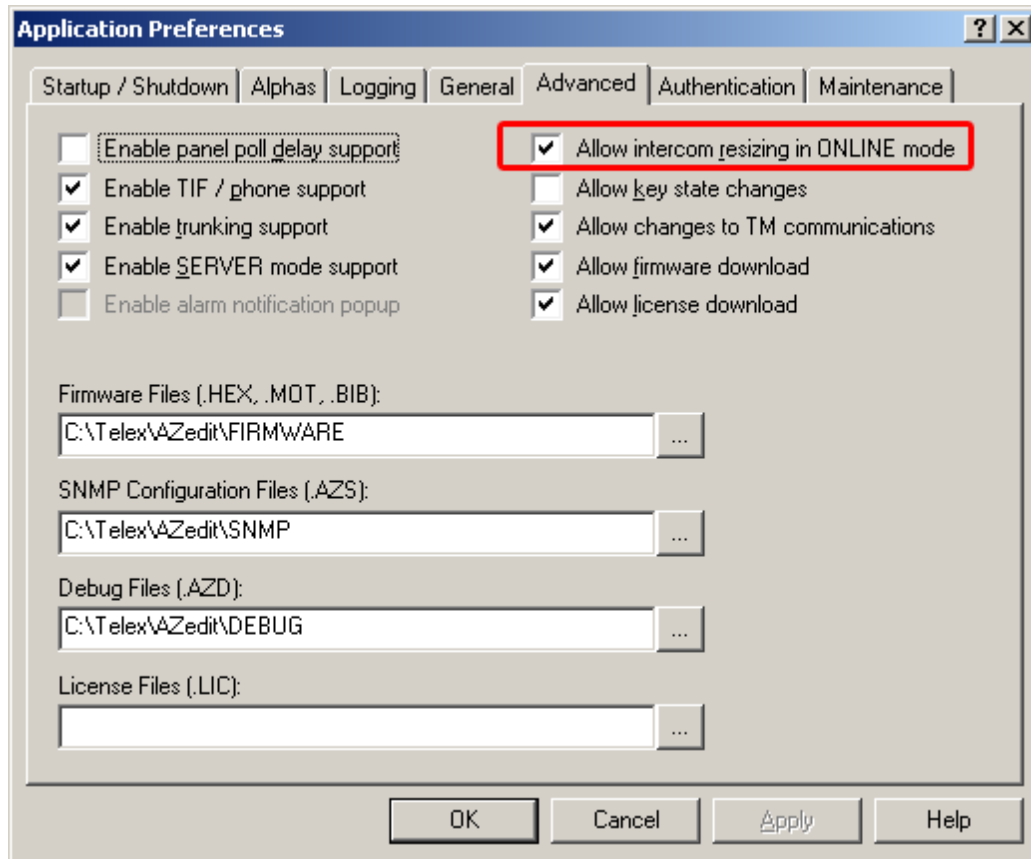 Application Preferences
Startup / Shutdown Alphas Logging General Advanced Authentication Maintenance
Enable panel poll delay support
Enable TIF / phone support
Enable trunking support
Enable SERVER mode support
Enable alarm notification popup
Allow intercom resizing in ONLINE mode
Allow key state changes
Allow changes to TM communications
Allow firmware download
Allow license download
Firmware Files (.HEX, .MOT, .BIB):
C:\Telex\AZedit\FIRMWARE
...
SNMP Configuration Files (.AZS):
C:\Telex\AZedit\SNMP
...
Debug Files (.AZD):
C:\Telex\AZedit\DEBUG
...
License Files (.LIC):
...
OK Cancel Apply Help